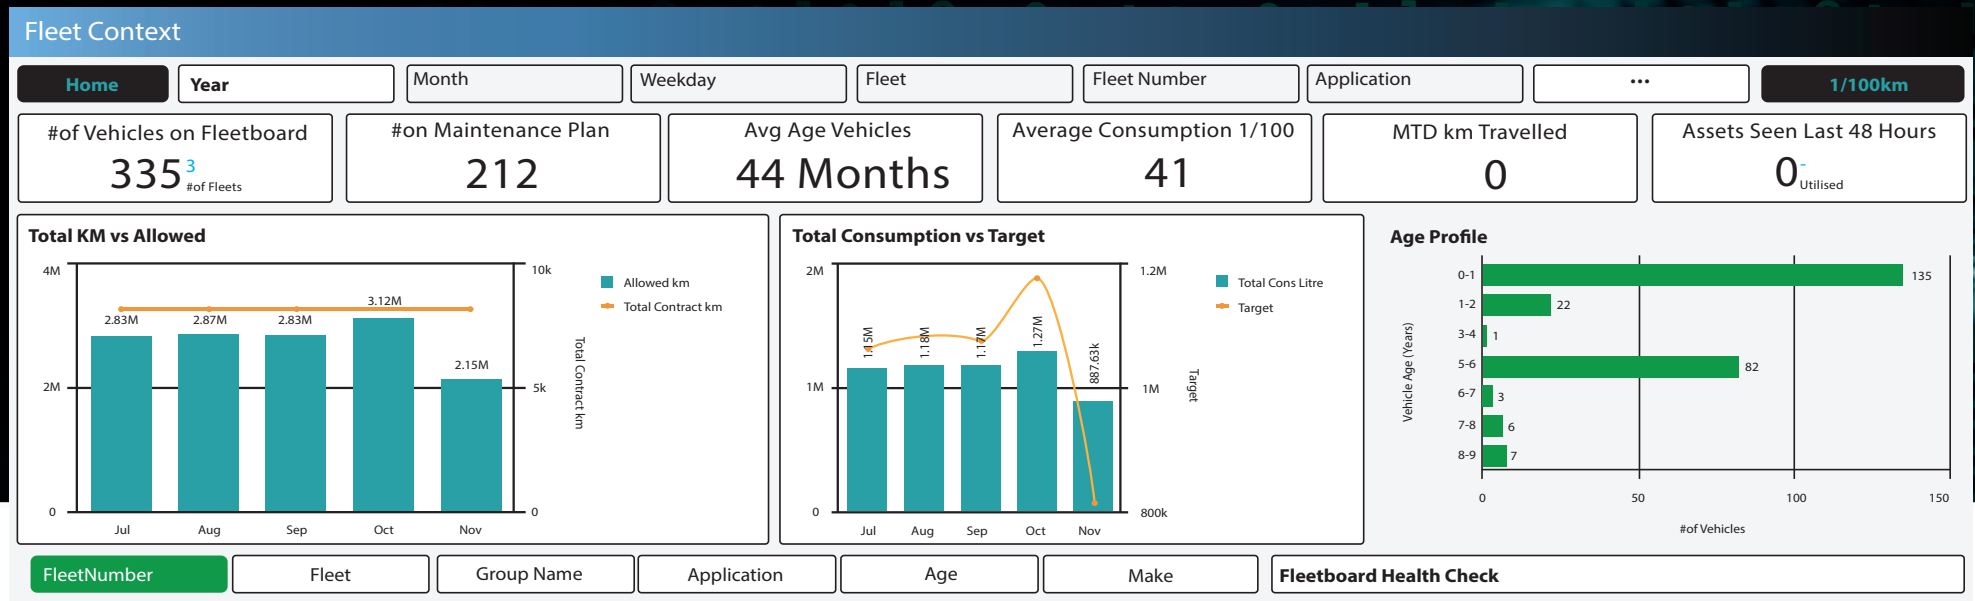 Fleet Context
Home
Year
Month
Weekday
Fleet
Fleet Number
Application
...
1/100km
#of Vehicles on Fleetboard
335
3
#of Fleets
#on Maintenance Plan
212
Avg Age Vehicles
44 Months
Average Consumption 1/100
41
MTD km Travelled
0
Assets Seen Last 48 Hours
0
-
Utilised
Total KM vs Allowed
4M
2M
0
10k
5k
0
2.83M
2.87M
2.83M
3.12M
2.15M
Jul
Aug
Sep
Oct
Nov
Total Contract km
Allowed km
Total Contract km
Total Consumption vs Target
2M
1M
0
1.2M
1M
800k
1.15M
1.18M
1.17M
1.27M
887.63k
Jul
Aug
Sep
Oct
Nov
Target
Total Cons Litre
Target
Age Profile
Vehicle Age (Years)
0-1
135
1-2
22
3-4
1
5-6
82
6-7
3
7-8
6
8-9
7
0
50
100
150
#of Vehicles
FleetNumber
Fleet
Group Name
Application
Age
Make
Fleetboard Health Check